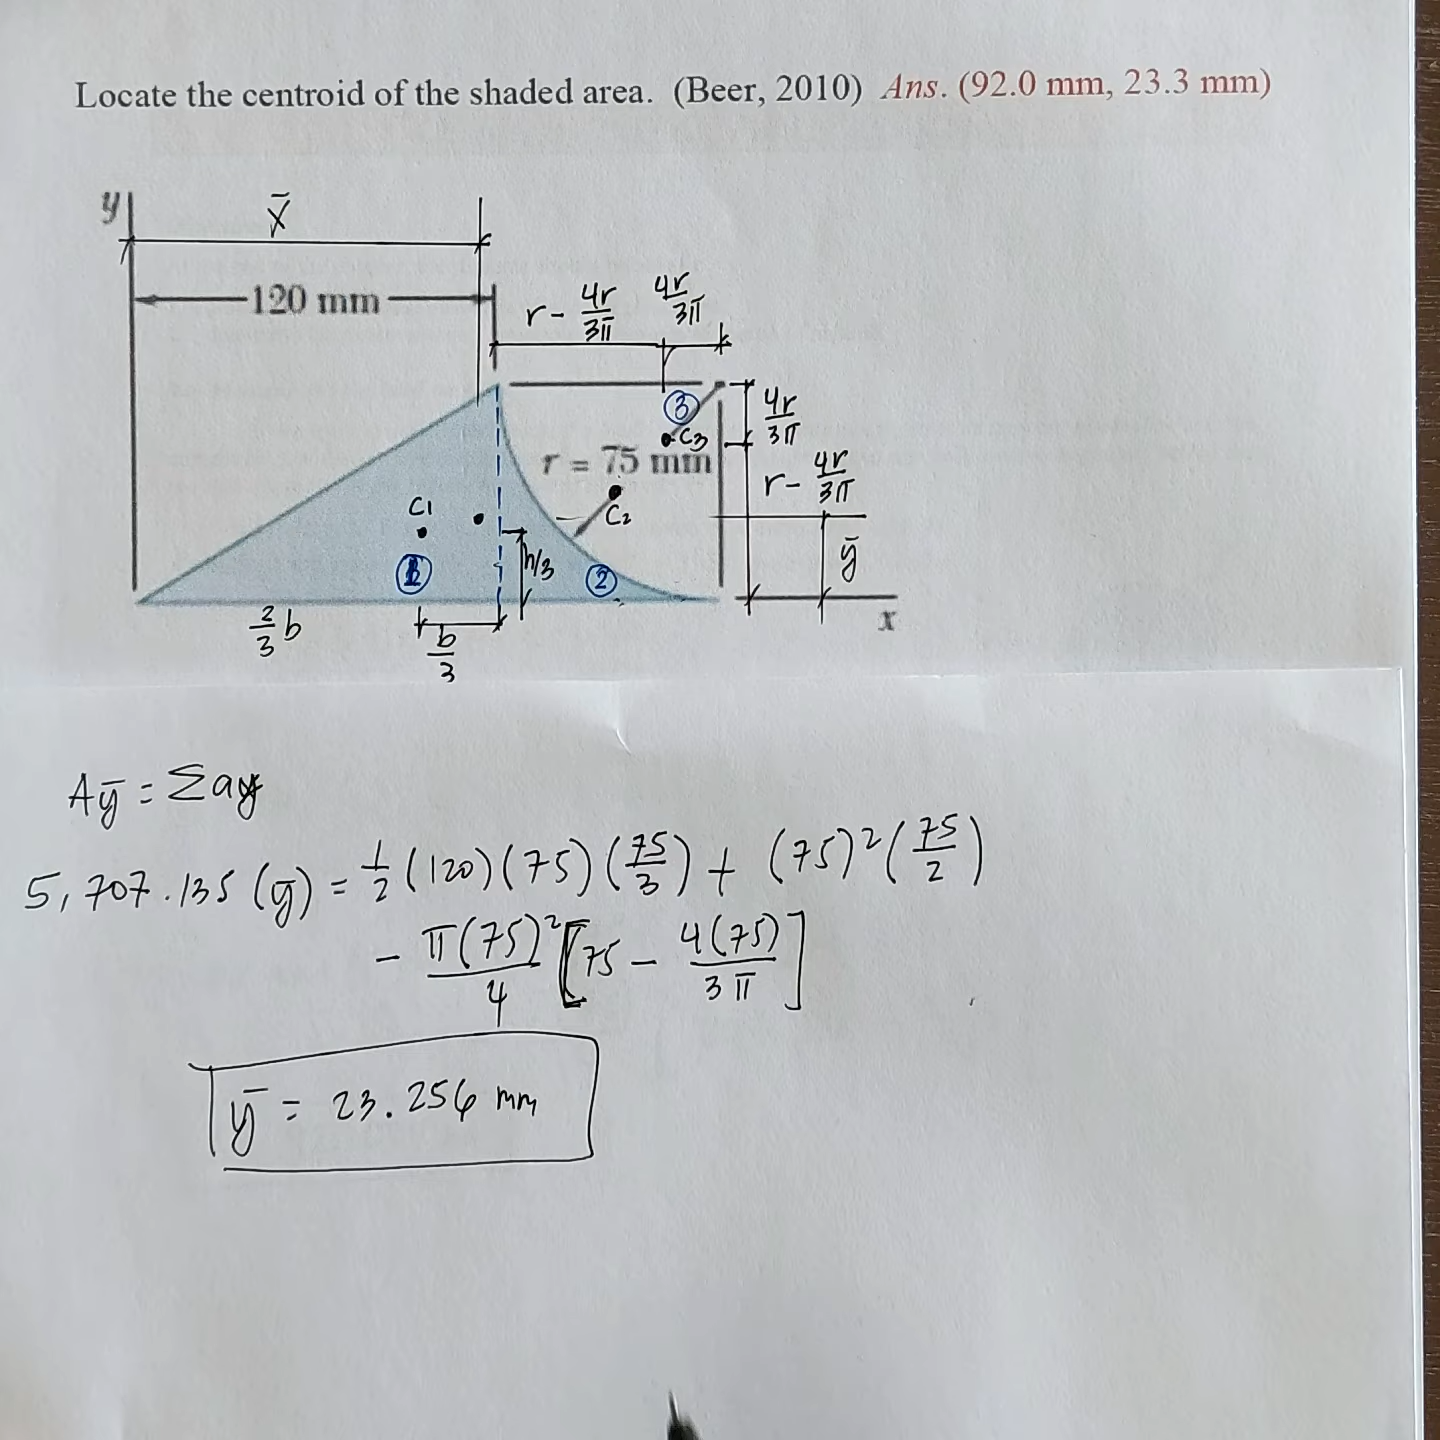 Locate the centroid of the shaded area. (Beer, 2010) Ans. (92.0 mm, 23.3 mm)
y
x̄
120 mm
r - 4r/3π
4r/3π
③
C3
4r/3π
r = 75 mm
r - 4r/3π
C1
C2
h/3
ȳ
①
②
x
2/3 b
b/3
Aȳ = Σay
5,707.135 (ȳ) = 1/2 (120)(75)(75/3) + (75)²(75/2)
- π(75)²/4 [75 - 4(75)/3π]
ȳ = 23.256 mm